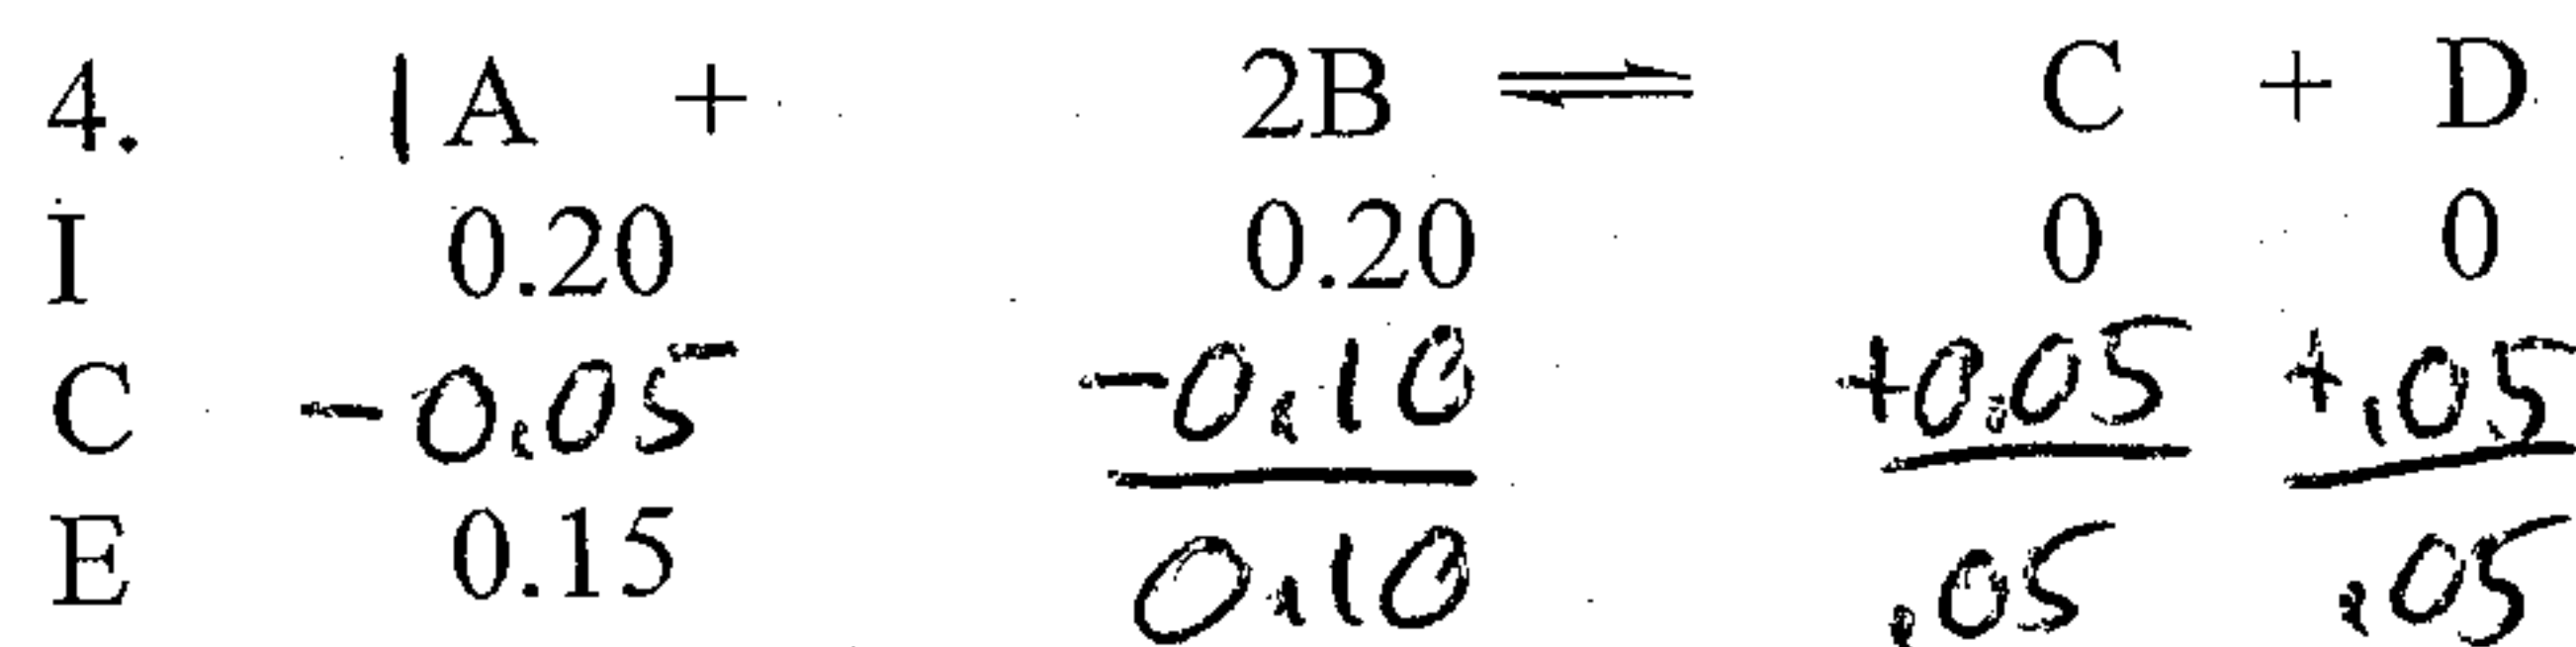 4. 1A + 2B ⇌ C + D
I 0.20 0.20 0 0
C -0.05 -0.10 +0.05 +.05
E 0.15 0.10 .05 .05